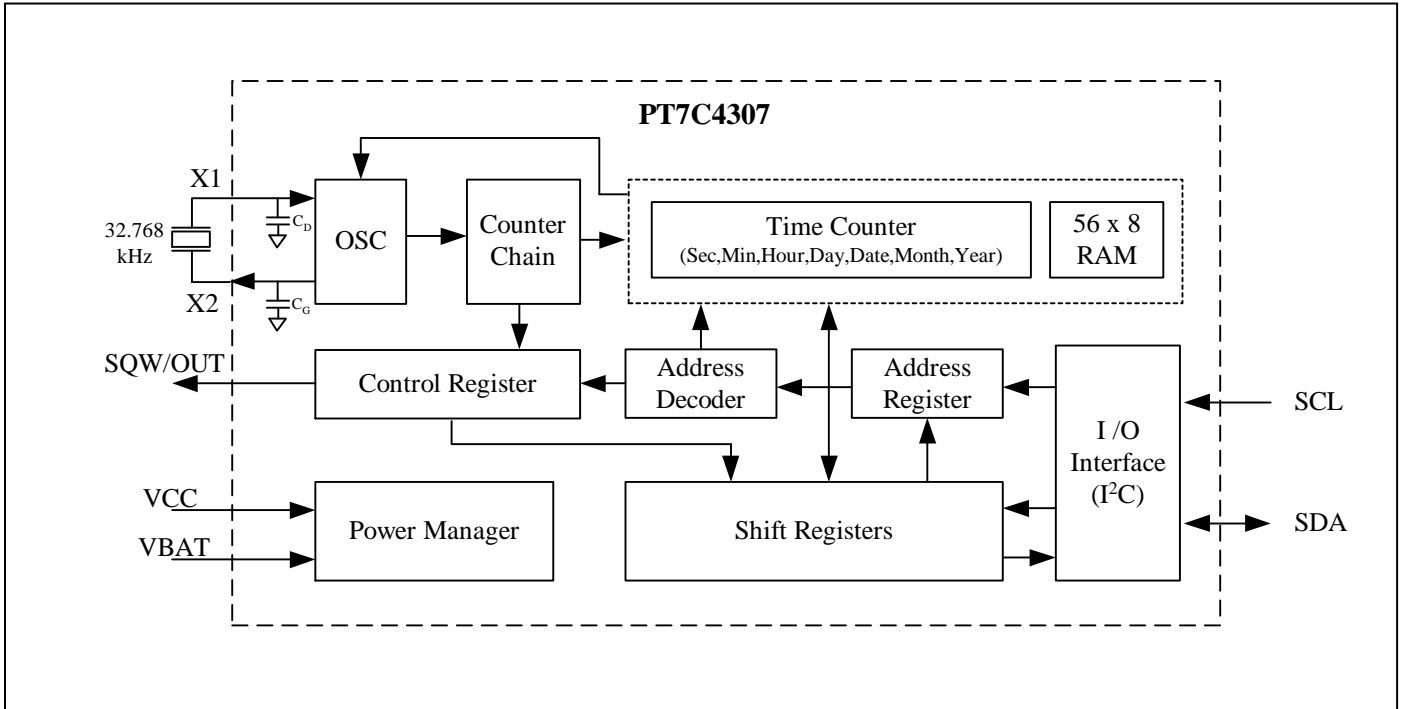 PT7C4307
X1
32.768
kHz
X2
C_D
C_G
OSC
Counter
Chain
Time Counter
(Sec,Min,Hour,Day,Date,Month,Year)
56 x 8
RAM
SQW/OUT
Control Register
Address
Decoder
Address
Register
I /O
Interface
(I²C)
SCL
VCC
VBAT
Power Manager
Shift Registers
SDA